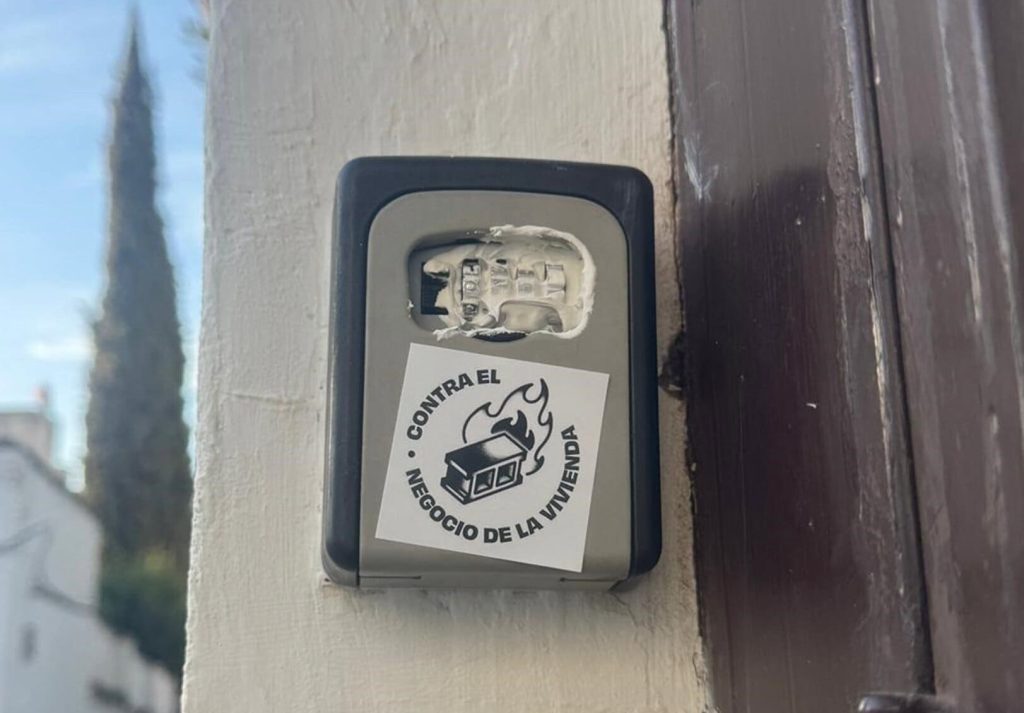 CONTRA EL
NEGOCIO DE LA VIVIENDA